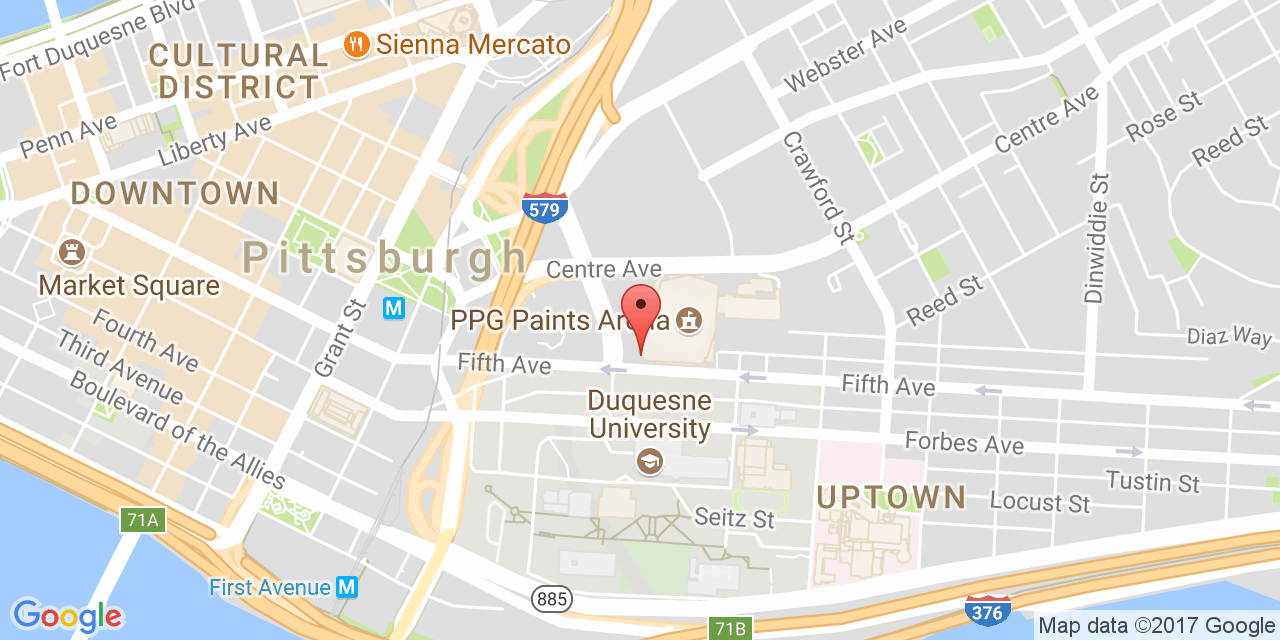 Fort Duquesne Blvd
CULTURAL
DISTRICT
Sienna Mercato
Penn Ave
Liberty Ave
Webster Ave
Centre Ave
Rose St
Reed St
Crawford St
DOWNTOWN
579
Dinwiddie St
Pittsburgh
Market Square
Centre Ave
M
Reed St
PPG Paints Arena
Diaz Way
Fourth Ave
Third Avenue
Boulevard of the Allies
Grant St
Fifth Ave
Fifth Ave
Duquesne
University
Forbes Ave
Tustin St
UPTOWN
Locust St
Seitz St
71A
First Avenue M
885
376
71B
Google
Map data ©2017 Google